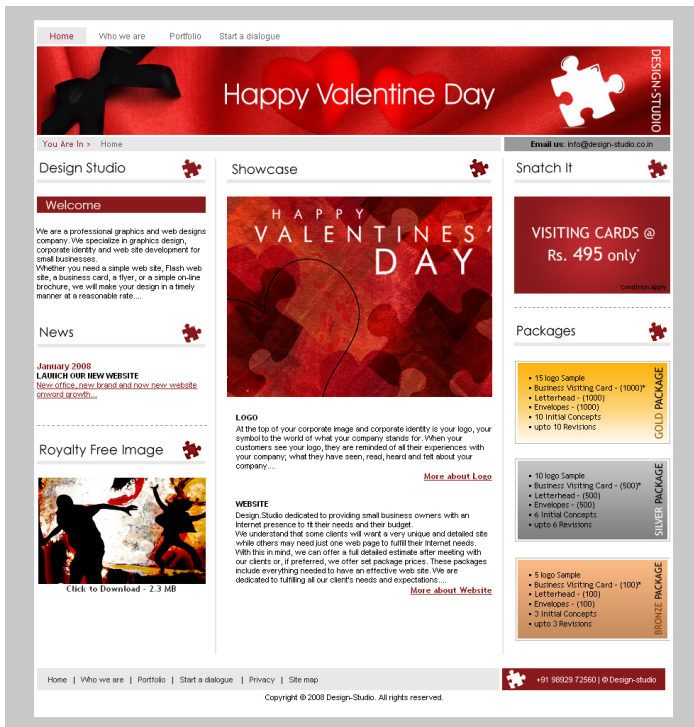 Home Who we are Portfolio Start a dialogue
Happy Valentine Day
DESIGN-STUDIO
You Are In » Home
Email us: info@design-studio.co.in
Design Studio
Welcome
We are a professional graphics and web designs
company. We specialize in graphics design,
corporate identity and web site development for
small businesses.
Whether you need a simple web site, Flash web
site, a business card, a flyer, or a simple on-line
brochure, we will make your design in a timely
manner at a reasonable rate....
News
January 2008
LAUNCH OUR NEW WEBSITE
New office, new brand and now new website
onword growth...
Royalty Free Image
Click to Download - 2.3 MB
Showcase
HAPPY
VALENTINES'
DAY
LOGO
At the top of your corporate image and corporate identity is your logo, your
symbol to the world of what your company stands for. When your
customers see your logo, they are reminded of all their experiences with
your company; what they have seen, read, heard and felt about your
company....
More about Logo
WEBSITE
Design.Studio dedicated to providing small business owners with an
Internet presence to fit their needs and their budget.
We understand that some clients will want a very unique and detailed site
while others may need just one web page to fulfill their Internet needs.
With this in mind, we can offer a full detailed estimate after meeting with
our clients or, if preferred, we offer set package prices. These packages
include everything needed to have an effective web site. We are
dedicated to fulfilling all our client's needs and expectations....
More about Website
Snatch It
VISITING CARDS @
Rs. 495 only*
*Condition apply
Packages
• 15 logo Sample
• Business Visiting Card - (1000)*
• Letterhead - (1000)
• Envelopes - (1000)
• 10 Initial Concepts
• upto 10 Revisions
GOLD PACKAGE
• 10 logo Sample
• Business Visiting Card - (500)*
• Letterhead - (500)
• Envelopes - (500)
• 6 Initial Concepts
• upto 6 Revisions
SILVER PACKAGE
• 5 logo Sample
• Business Visiting Card - (100)*
• Letterhead - (100)
• Envelopes - (100)
• 3 Initial Concepts
• upto 3 Revisions
BRONZE PACKAGE
Home | Who we are | Portfolio | Start a dialogue | Privacy | Site map
+91 98929 72560 | © Design-studio
Copyright © 2008 Design-Studio. All rights reserved.